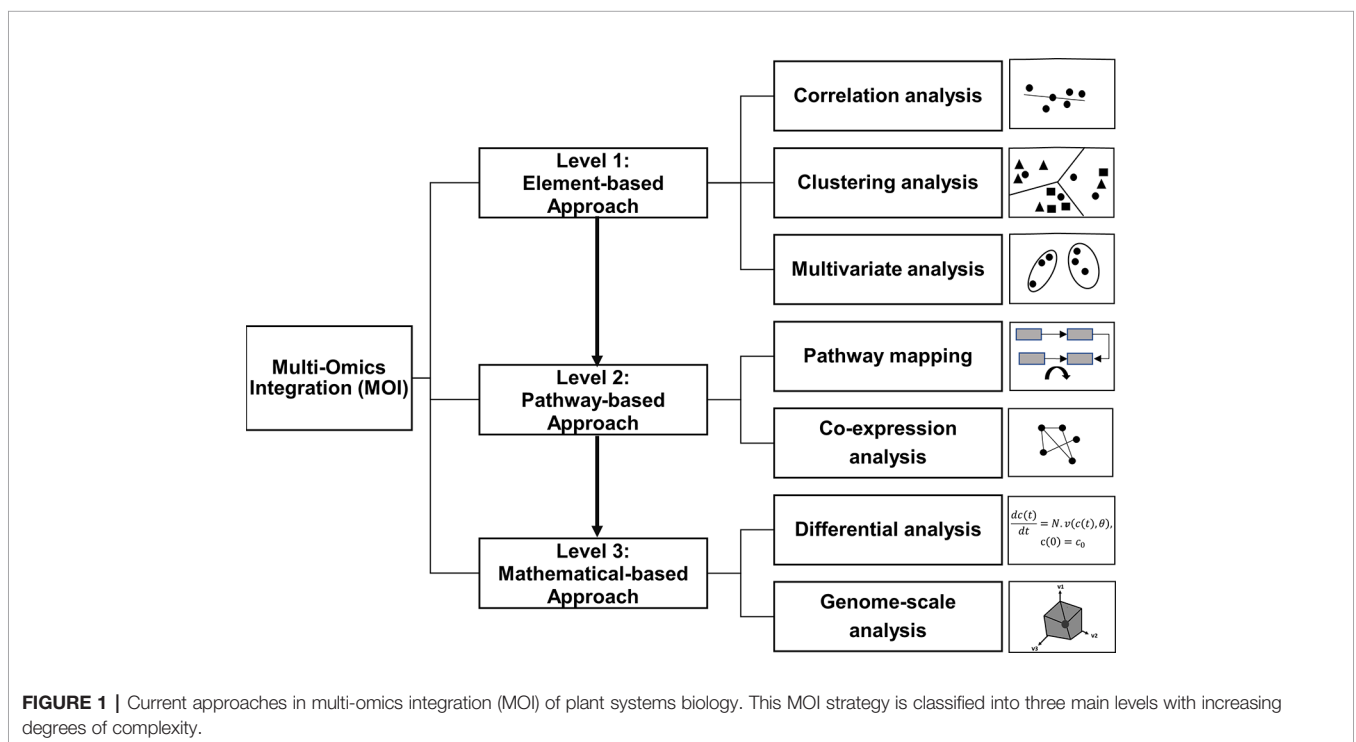 Multi-Omics
Integration (MOI)
Level 1:
Element-based
Approach
Level 2:
Pathway-based
Approach
Level 3:
Mathematical-based
Approach
Correlation analysis
Clustering analysis
Multivariate analysis
Pathway mapping
Co-expression
analysis
Differential analysis
dc(t)
dt
= N. v(c(t), θ),
c(0) = c₀
Genome-scale
analysis
v1
v2
v3
FIGURE 1 | Current approaches in multi-omics integration (MOI) of plant systems biology. This MOI strategy is classified into three main levels with increasing
degrees of complexity.